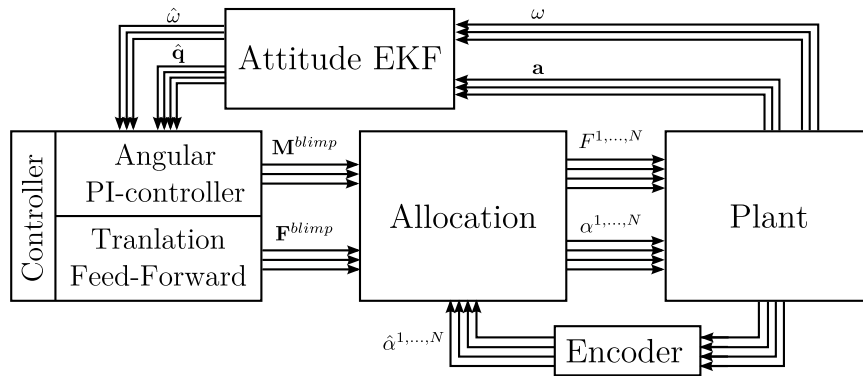 ω̂
ω
Attitude EKF
q̂
a
Controller
Angular
PI-controller
M^{blimp}
Tranlation
Feed-Forward
F^{blimp}
Allocation
F^{1,...,N}
α^{1,...,N}
Plant
α̂^{1,...,N}
Encoder